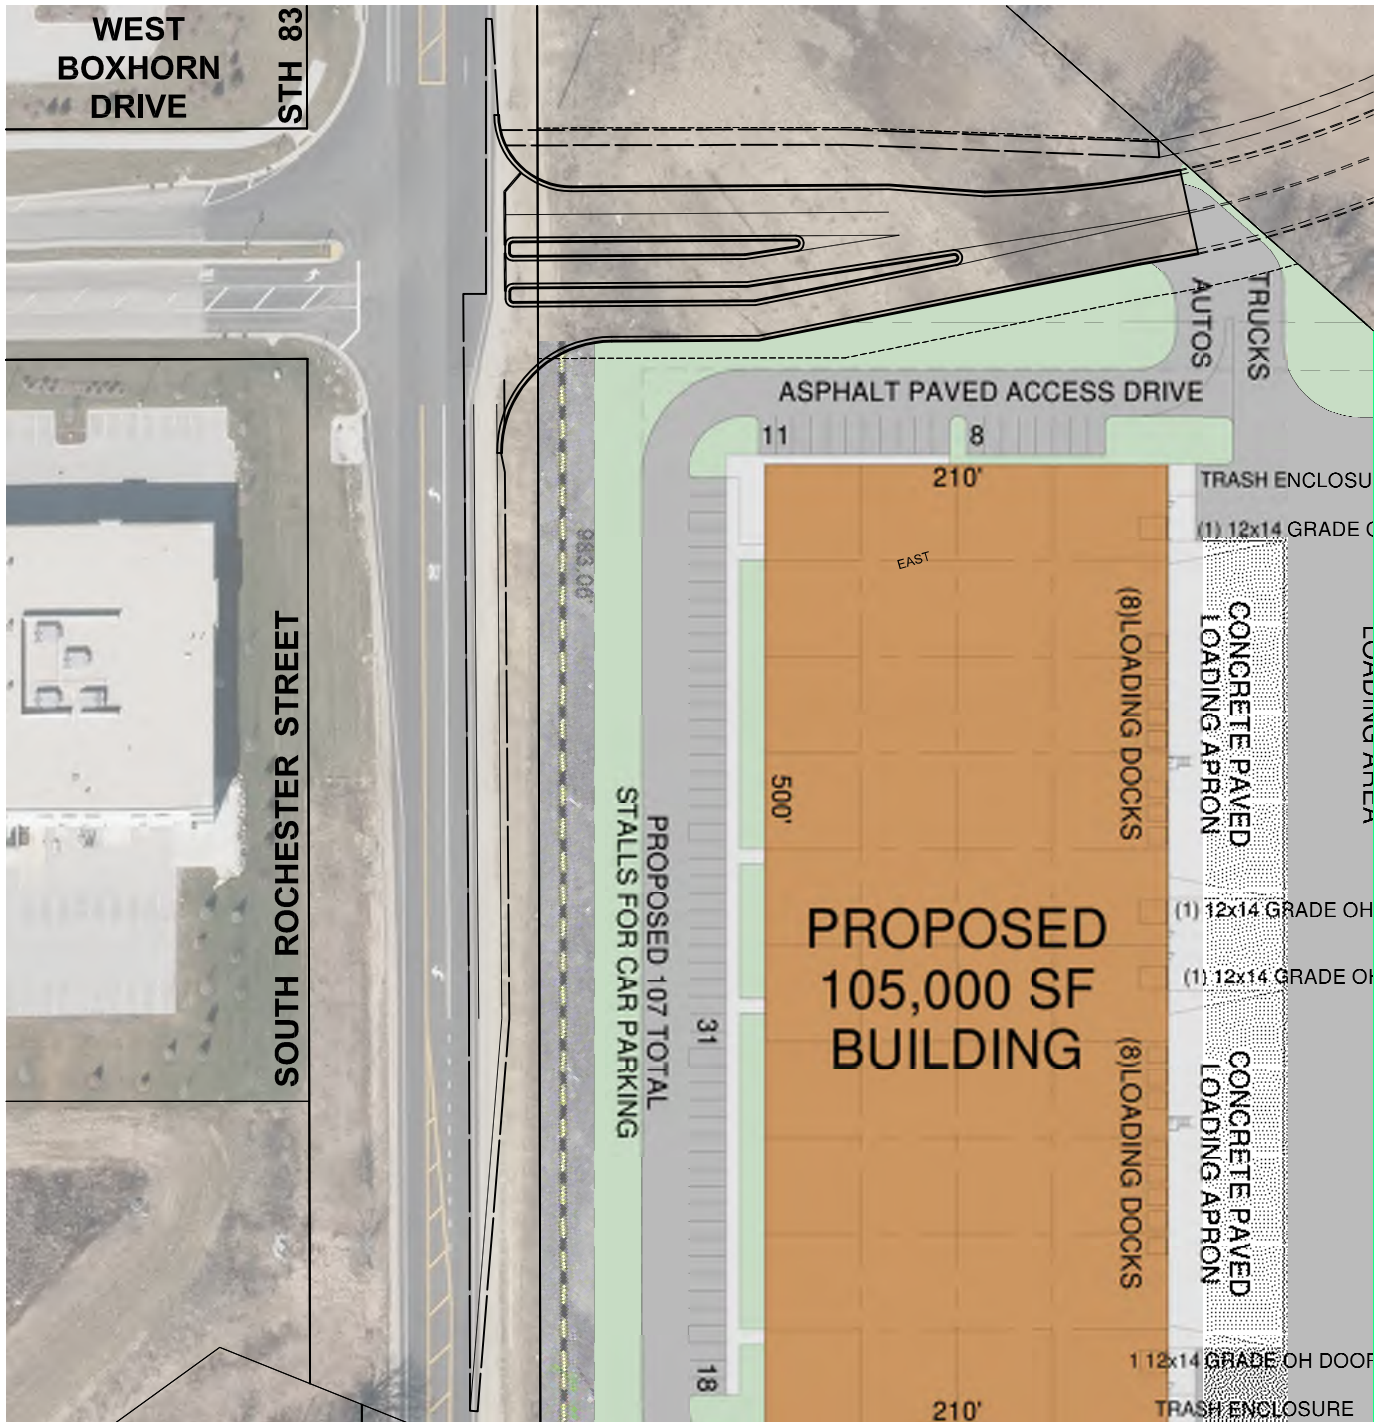 WEST
BOXHORN
DRIVE
STH 83
TRUCKS
AUTOS
ASPHALT PAVED ACCESS DRIVE
11
8
210'
TRASH ENCLOSU
(1) 12x14 GRADE O
EAST
983.06'
(8)LOADING DOCKS
CONCRETE PAVED
LOADING APRON
LOADING AREA
SOUTH ROCHESTER STREET
500'
PROPOSED 107 TOTAL
STALLS FOR CAR PARKING
PROPOSED
105,000 SF
BUILDING
(1) 12x14 GRADE OH
(1) 12x14 GRADE OH
31
(8)LOADING DOCKS
CONCRETE PAVED
LOADING APRON
18
1 12x14 GRADE OH DOOR
210'
TRASH ENCLOSURE